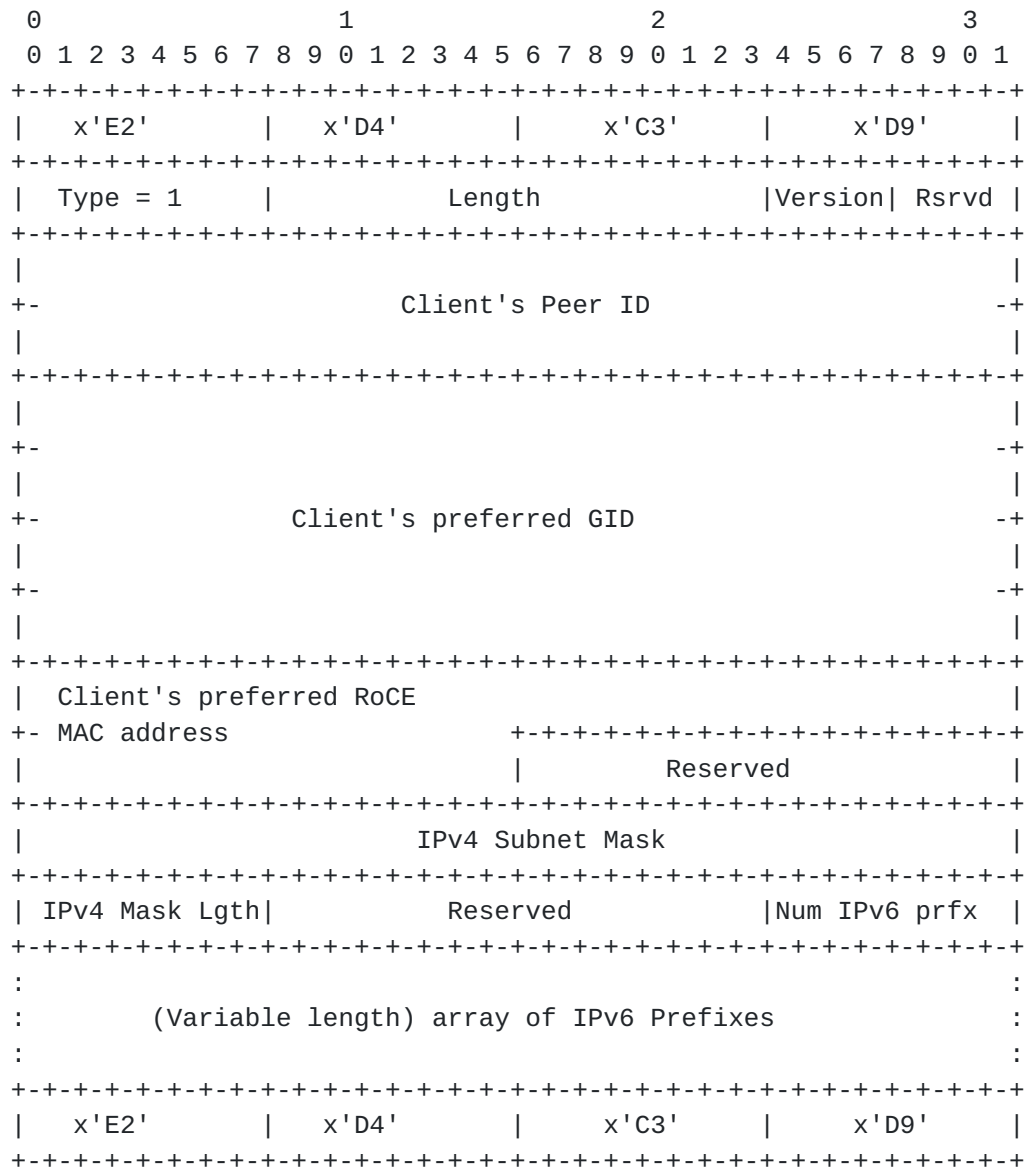 0                   1                   2                   3
 0 1 2 3 4 5 6 7 8 9 0 1 2 3 4 5 6 7 8 9 0 1 2 3 4 5 6 7 8 9 0 1
+-+-+-+-+-+-+-+-+-+-+-+-+-+-+-+-+-+-+-+-+-+-+-+-+-+-+-+-+-+-+-+-+
|   x'E2'       |   x'D4'       |     x'C3'     |     x'D9'     |
+-+-+-+-+-+-+-+-+-+-+-+-+-+-+-+-+-+-+-+-+-+-+-+-+-+-+-+-+-+-+-+-+
|  Type = 1     |           Length              |Version| Rsrvd |
+-+-+-+-+-+-+-+-+-+-+-+-+-+-+-+-+-+-+-+-+-+-+-+-+-+-+-+-+-+-+-+-+
|                                                               |
+-                       Client's Peer ID                      -+
|                                                               |
+-+-+-+-+-+-+-+-+-+-+-+-+-+-+-+-+-+-+-+-+-+-+-+-+-+-+-+-+-+-+-+-+
|                                                               |
+-                                                             -+
|                                                               |
+-                Client's preferred GID                       -+
|                                                               |
+-                                                             -+
|                                                               |
+-+-+-+-+-+-+-+-+-+-+-+-+-+-+-+-+-+-+-+-+-+-+-+-+-+-+-+-+-+-+-+-+
|  Client's preferred RoCE                                      |
+- MAC address                  +-+-+-+-+-+-+-+-+-+-+-+-+-+-+-+-+
|                               |         Reserved              |
+-+-+-+-+-+-+-+-+-+-+-+-+-+-+-+-+-+-+-+-+-+-+-+-+-+-+-+-+-+-+-+-+
|                         IPv4 Subnet Mask                      |
+-+-+-+-+-+-+-+-+-+-+-+-+-+-+-+-+-+-+-+-+-+-+-+-+-+-+-+-+-+-+-+-+
| IPv4 Mask Lgth|           Reserved            |Num IPv6 prfx  |
+-+-+-+-+-+-+-+-+-+-+-+-+-+-+-+-+-+-+-+-+-+-+-+-+-+-+-+-+-+-+-+-+
:                                                               :
:        (Variable length) array of IPv6 Prefixes               :
:                                                               :
+-+-+-+-+-+-+-+-+-+-+-+-+-+-+-+-+-+-+-+-+-+-+-+-+-+-+-+-+-+-+-+-+
|   x'E2'       |   x'D4'       |     x'C3'     |     x'D9'     |
+-+-+-+-+-+-+-+-+-+-+-+-+-+-+-+-+-+-+-+-+-+-+-+-+-+-+-+-+-+-+-+-+